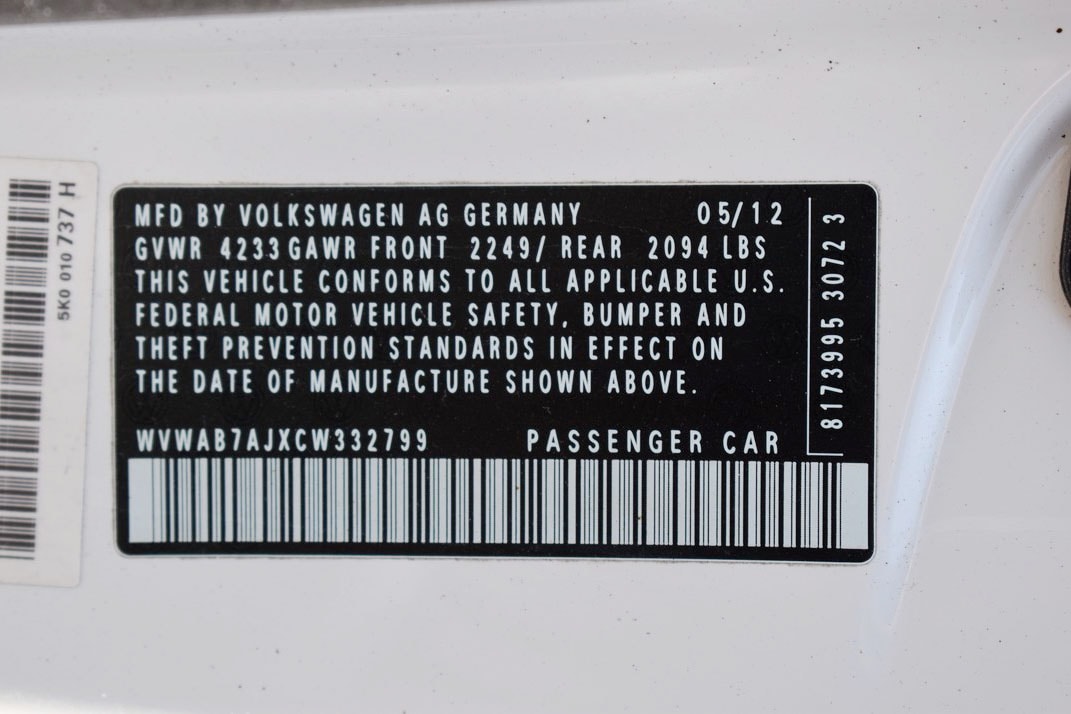 MFD BY VOLKSWAGEN AG GERMANY 05/12
GVWR 4233 GAWR FRONT 2249/ REAR 2094 LBS
THIS VEHICLE CONFORMS TO ALL APPLICABLE U.S.
FEDERAL MOTOR VEHICLE SAFETY, BUMPER AND
THEFT PREVENTION STANDARDS IN EFFECT ON
THE DATE OF MANUFACTURE SHOWN ABOVE.
WVWAB7AJXCW332799 PASSENGER CAR
8173995 3072 3
5K0 010 737 H